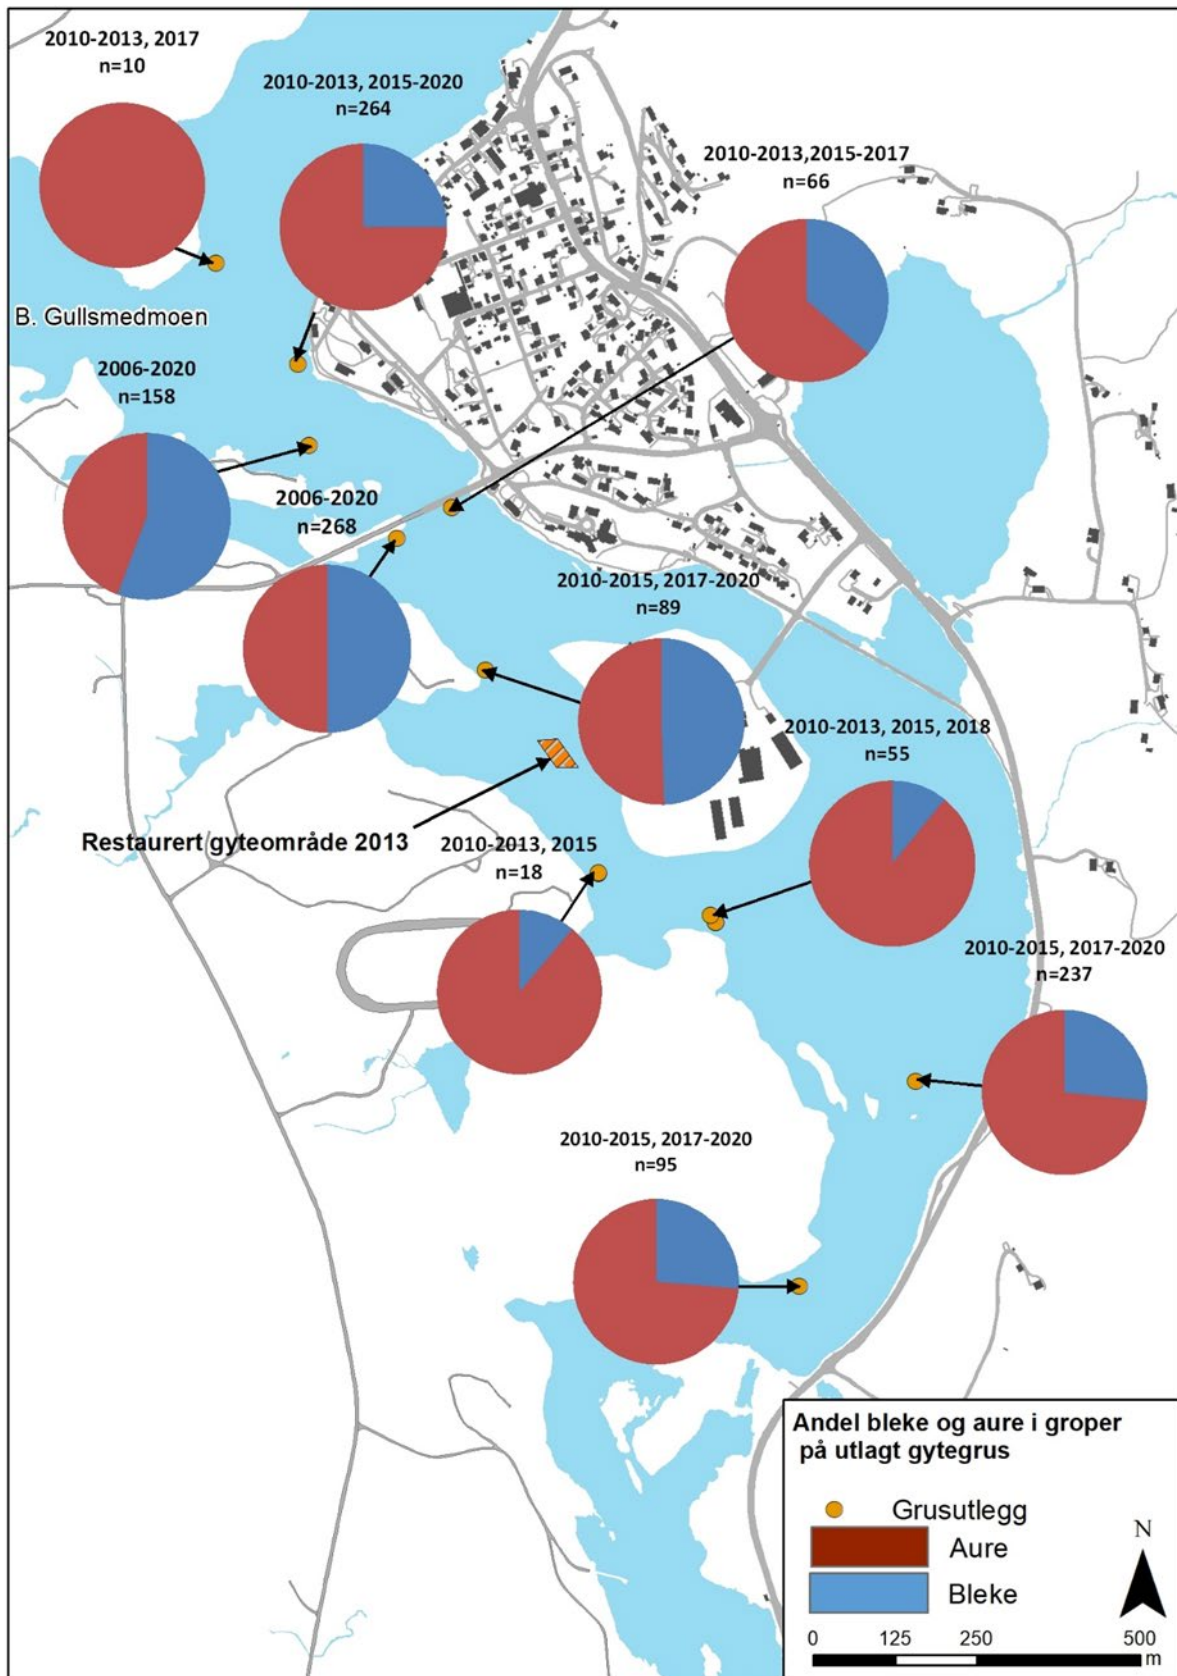 2010-2013, 2017
n=10
2010-2013, 2015-2020
n=264
2010-2013,2015-2017
n=66
B. Gullsmedmoen
2006-2020
n=158
2006-2020
n=268
2010-2015, 2017-2020
n=89
2010-2013, 2015, 2018
n=55
Restaurert gyteområde 2013
2010-2013, 2015
n=18
2010-2015, 2017-2020
n=237
2010-2015, 2017-2020
n=95
Andel bleke og aure i groper
på utlagt gytegrus
Grusutlegg
Aure
Bleke
N
0 125 250 500
m